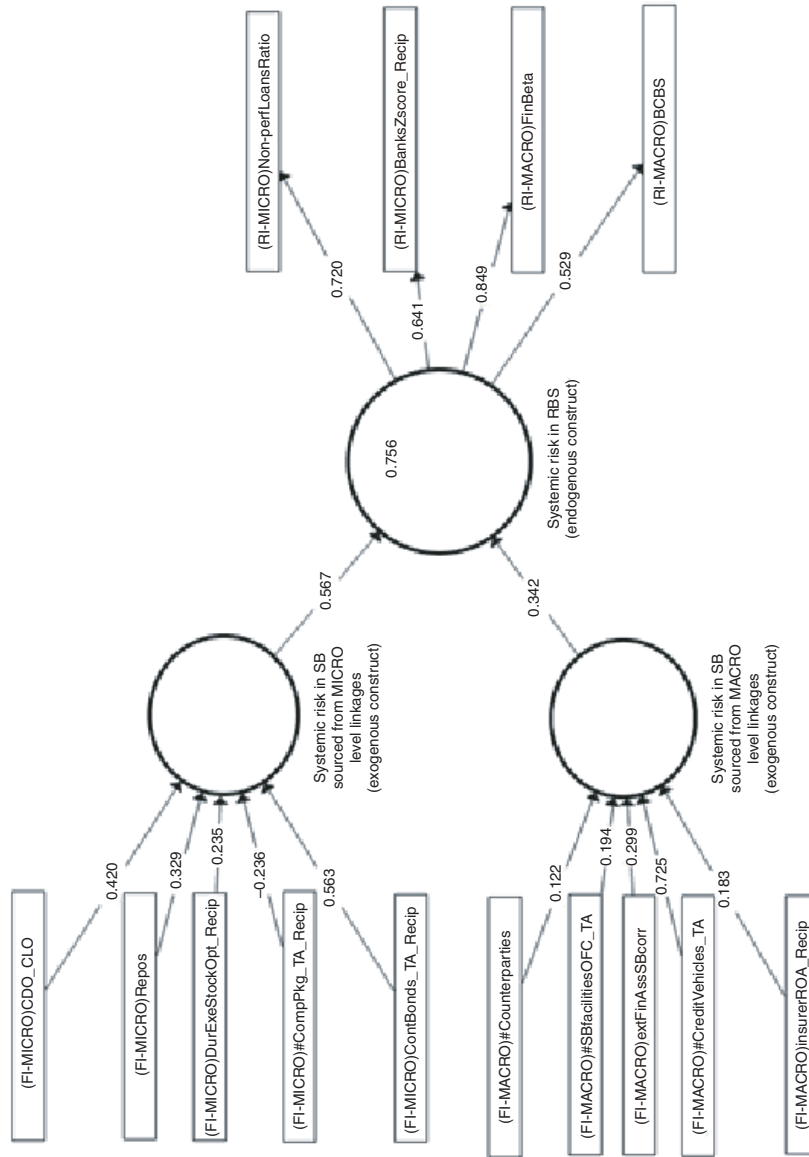 (FI-MICRO)CDO_CLO
(FI-MICRO)Repos
(FI-MICRO)DurExeStockOpt_Recip
(FI-MICRO)#CompPkg_TA_Recip
(FI-MICRO)ContBonds_TA_Recip
0.420
0.329
0.235
–0.236
0.563
Systemic risk in SB
sourced from MICRO
level linkages
(exogenous construct)
(FI-MACRO)#Counterparties
(FI-MACRO)#SBfacilitiesOFC_TA
(FI-MACRO)extFinAssSBcorr
(FI-MACRO)#CreditVehicles_TA
(FI-MACRO)insurerROA_Recip
0.122
0.194
0.299
0.725
0.183
Systemic risk in SB
sourced from MACRO
level linkages
(exogenous construct)
0.567
0.342
0.756
Systemic risk in RBS
(endogenous construct)
0.720
0.641
0.849
0.529
(RI-MICRO)Non-perfLoansRatio
(RI-MICRO)BanksZscore_Recip
(RI-MACRO)FinBeta
(RI-MACRO)BCBS